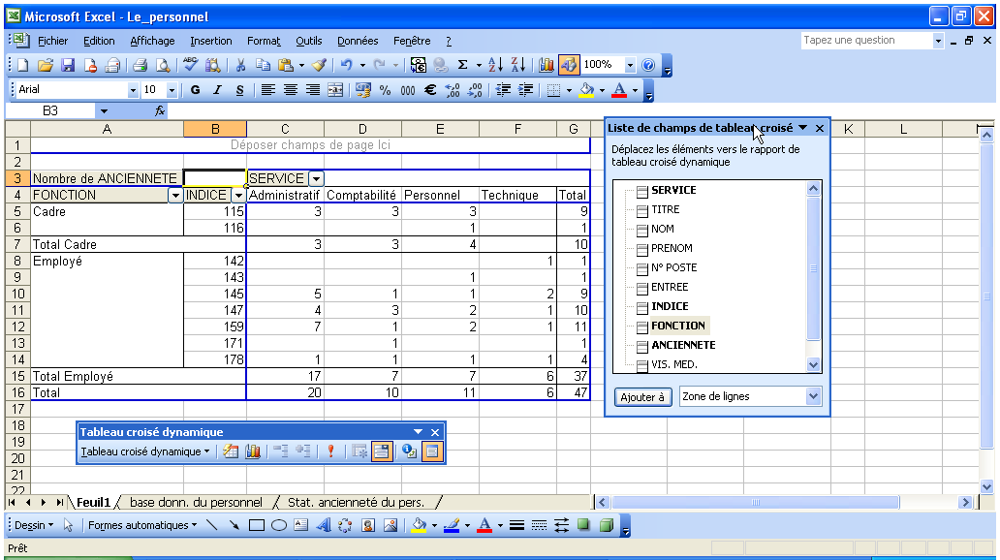 Microsoft Excel - Le_personnel
Fichier Edition Affichage Insertion Format Outils Données Fenêtre ? Tapez une question
100%
Arial 10 G I S % 000 €
B3 fx
A B C D E F G K L
1 Déposer champs de page Ici
2
3 Nombre de ANCIENNETE SERVICE
4 FONCTION INDICE Administratif Comptabilité Personnel Technique Total
5 Cadre 115 3 3 3 9
6 116 1 1
7 Total Cadre 3 3 4 10
8 Employé 142 1 1
9 143 1 1
10 145 5 1 1 2 9
11 147 4 3 2 1 10
12 159 7 1 2 1 11
13 171 1 1
14 178 1 1 1 1 4
15 Total Employé 17 7 7 6 37
16 Total 20 10 11 6 47
17
18
19
20
21
22
Liste de champs de tableau croisé
Déplacez les éléments vers le rapport de
tableau croisé dynamique
SERVICE
TITRE
NOM
PRENOM
N° POSTE
ENTREE
INDICE
FONCTION
ANCIENNETE
VIS. MED.
Ajouter à Zone de lignes
Tableau croisé dynamique
Tableau croisé dynamique
Feuil1 base donn. du personnel Stat. ancienneté du pers.
Dessin Formes automatiques
Prêt